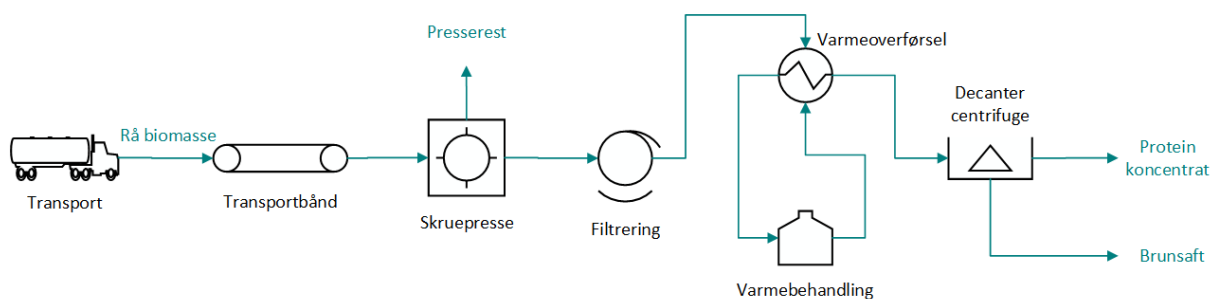 Presserest
Varmeoverførsel
Decanter
centrifuge
Rå biomasse
Protein
koncentrat
Transport
Transportbånd
Skruepresse
Filtrering
Brunsaft
Varmebehandling